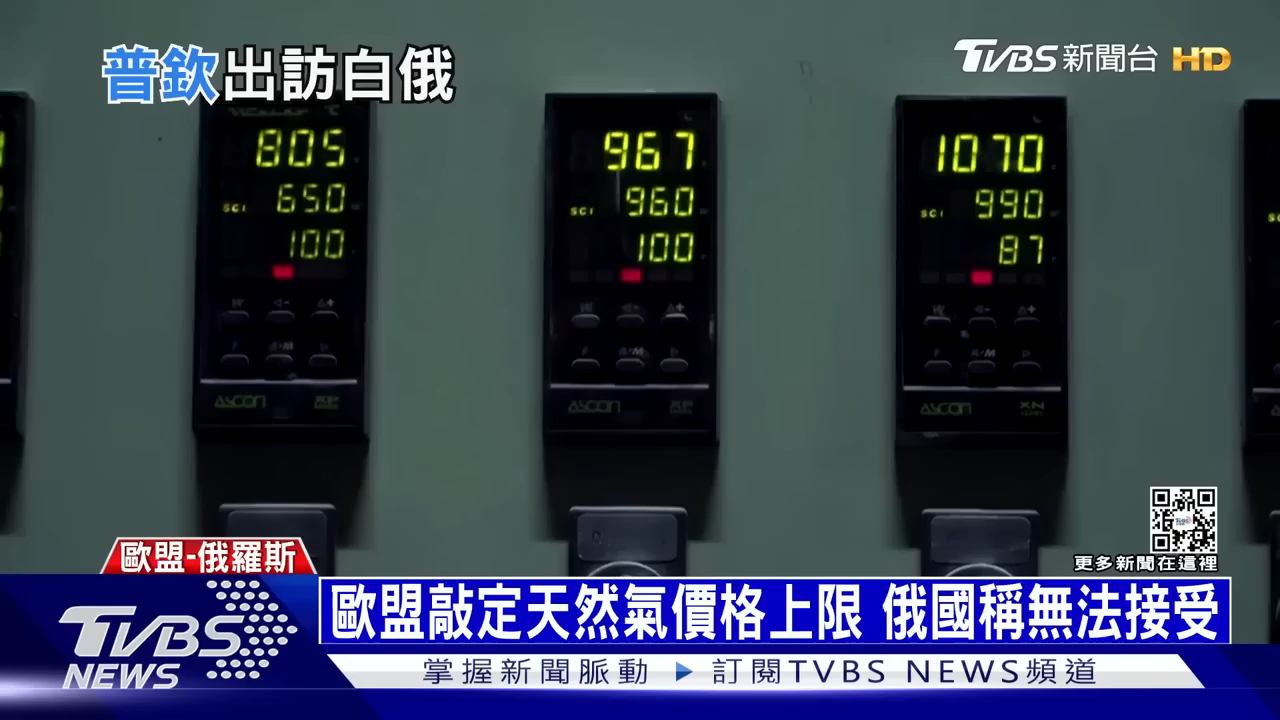 普欽出訪白俄
TVBS新聞台 HD
805
SCI 650
100
967
SCI 960
100
1070
SCI 990
87
W
F A/M
ASCON
ASCON
ASCON XN
更多新聞在這裡
歐盟-俄羅斯
歐盟敲定天然氣價格上限 俄國稱無法接受
TVBS
NEWS
掌握新聞脈動 ▶ 訂閱TVBS NEWS頻道